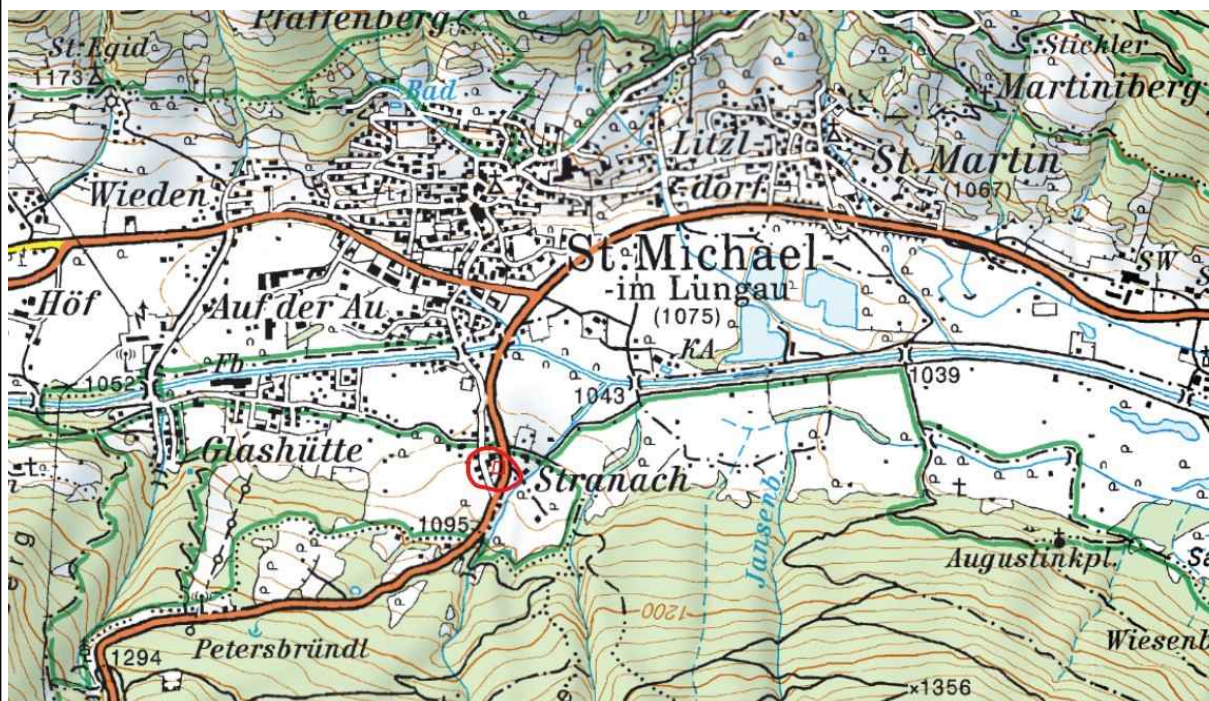 Pfaffenberg
St. Egid
1173
Bad
Stickler
Martiniberg
Litzl-
-dorf
St. Martin
(1067)
Wieden
St. Michael-
-im Lungau
(1075)
SW
Höf
Auf der Au
KA
Fb
1052
1043
1039
Glashütte
Stranach
1095
Jansenb.
Augustinkpl.
1200
Petersbründl
Wiesenb
1294
×1356